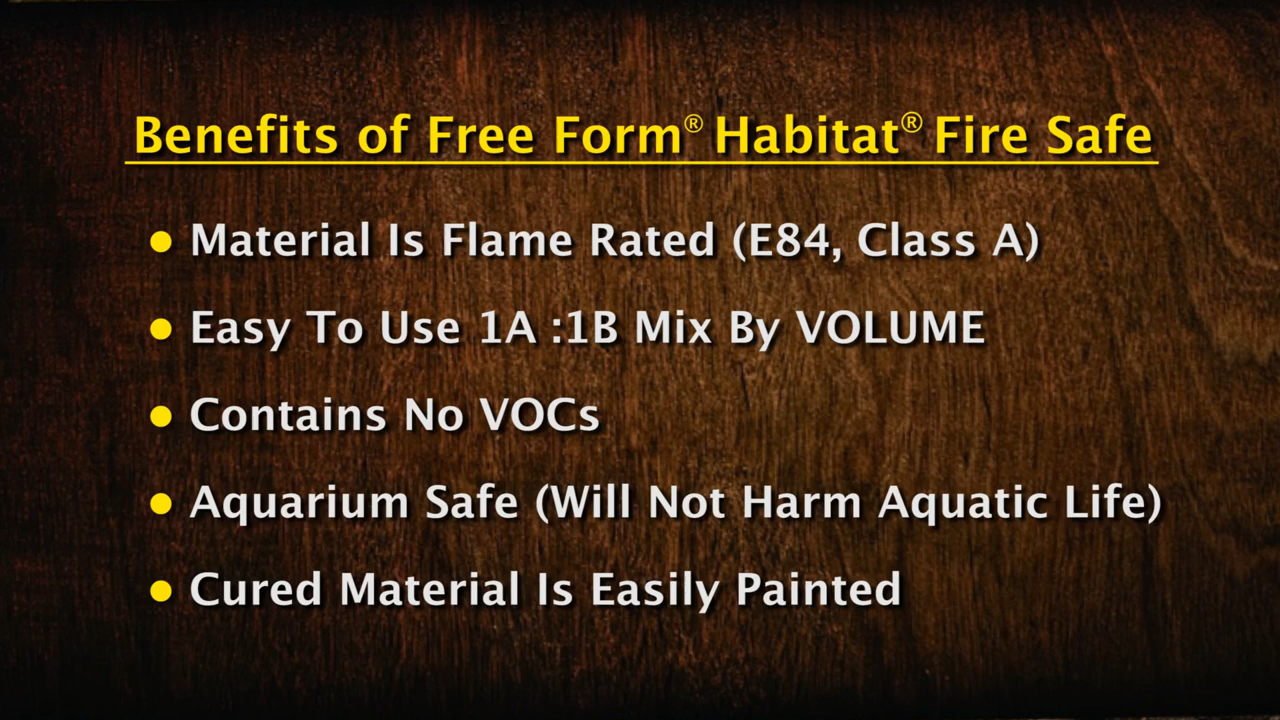 Benefits of Free Form® Habitat® Fire Safe
● Material Is Flame Rated (E84, Class A)
● Easy To Use 1A :1B Mix By VOLUME
● Contains No VOCs
● Aquarium Safe (Will Not Harm Aquatic Life)
● Cured Material Is Easily Painted